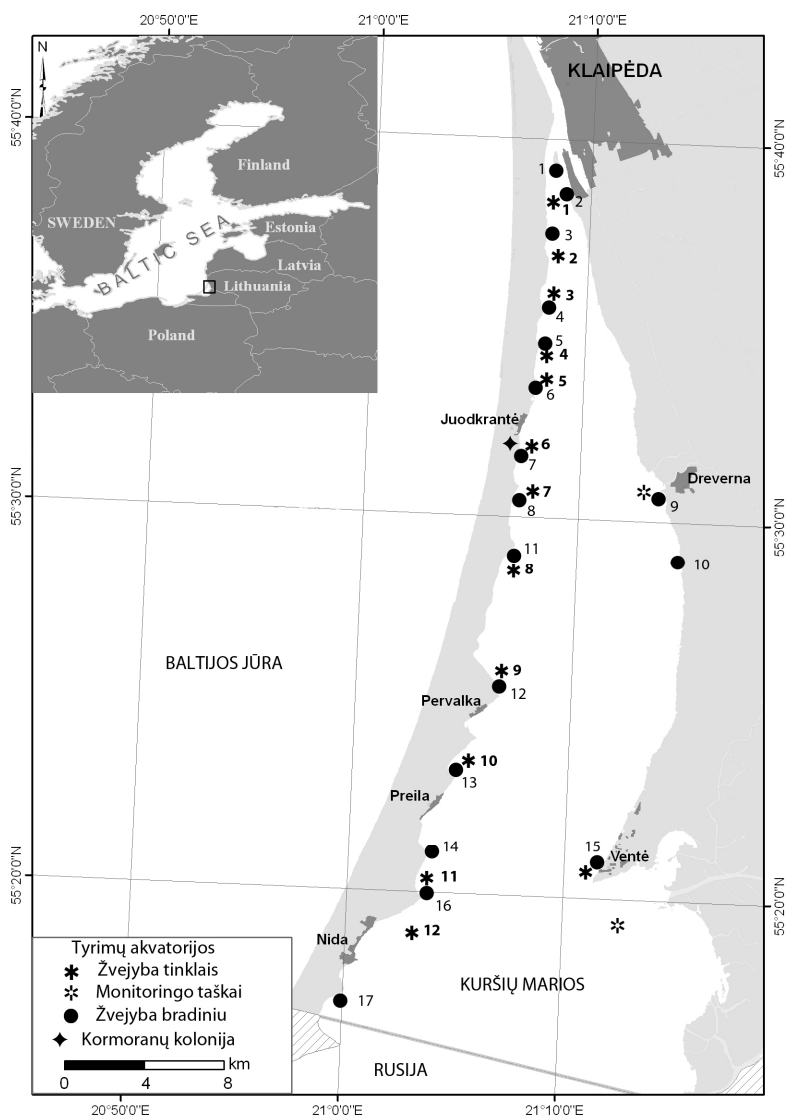 20°50'0"E 21°0'0"E 21°10'0"E
N
55°40'0"N
KLAIPĖDA
55°40'0"N
Finland
SWEDEN
Estonia
BALTIC SEA
Latvia
Lithuania
Poland
1
2
1
3
2
3
4
5
4
5
6
Juodkrantė
6
7
Dreverna
7
8
9
55°30'0"N
55°30'0"N
11
8
10
BALTIJOS JŪRA
9
12
Pervalka
10
13
Preila
14
15
Ventė
11
16
55°20'0"N
55°20'0"N
Nida
12
KURŠIŲ MARIOS
17
RUSIJA
Tyrimų akvatorijos
Žvejyba tinklais
Monitoringo taškai
Žvejyba bradiniu
Kormoranų kolonija
km
0 4 8
20°50'0"E 21°0'0"E 21°10'0"E